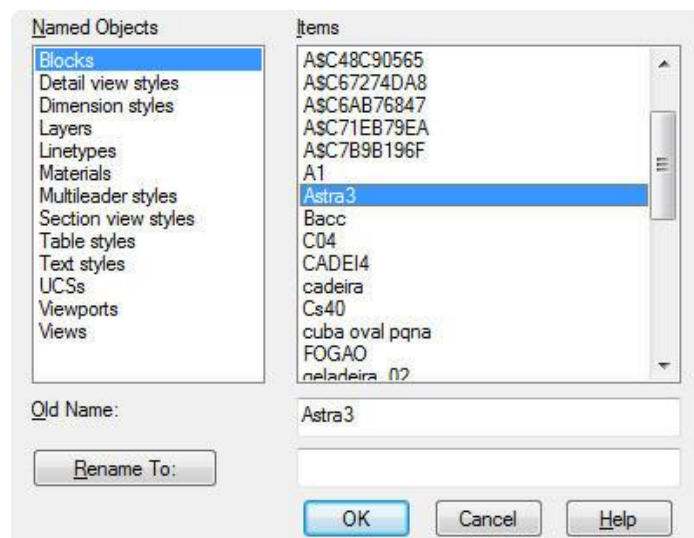 Named Objects
Blocks
Detail view styles
Dimension styles
Layers
Linetypes
Materials
Multileader styles
Section view styles
Table styles
Text styles
UCSs
Viewports
Views
Items
A$C48C90565
A$C67274DA8
A$C6AB76847
A$C71EB79EA
A$C7B9B196F
A1
Astra3
Bacc
C04
CADEI4
cadeira
Cs40
cuba oval pqna
FOGAO
geladeira_02
Old Name:
Astra3
Rename To:
OK
Cancel
Help